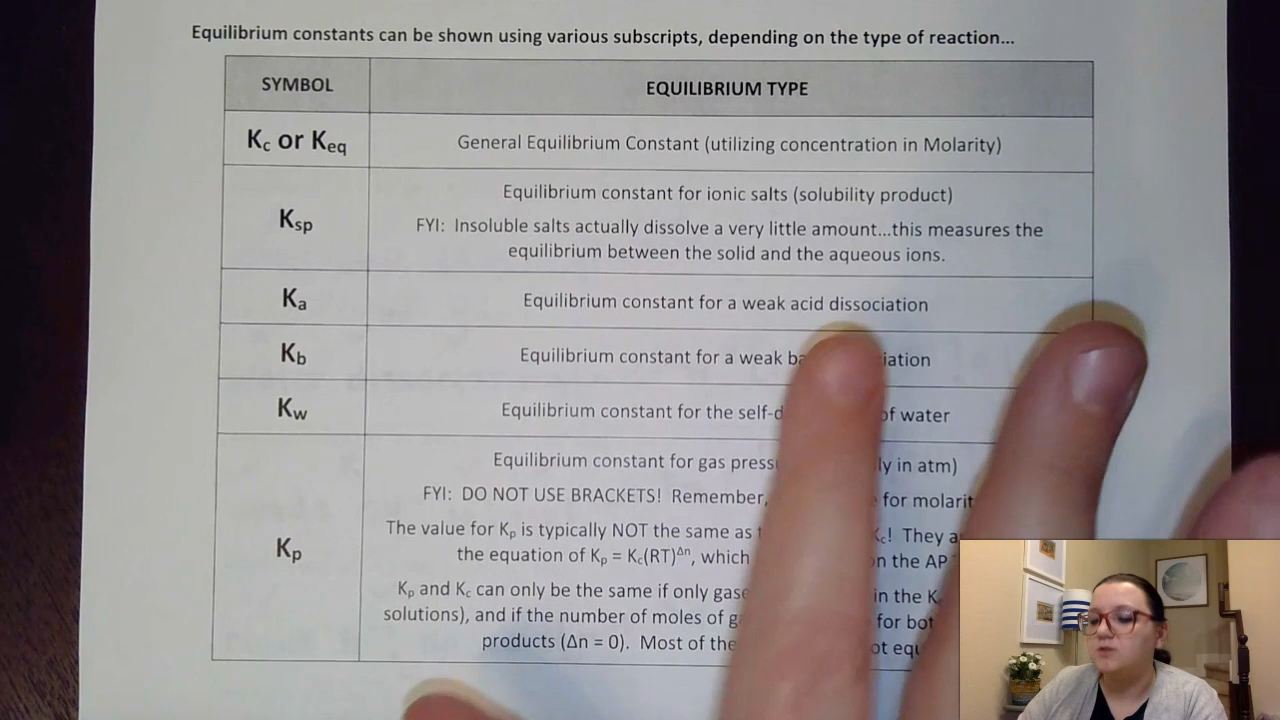 Equilibrium constants can be shown using various subscripts, depending on the type of reaction...
SYMBOL EQUILIBRIUM TYPE
Kc or Keq General Equilibrium Constant (utilizing concentration in Molarity)
Equilibrium constant for ionic salts (solubility product)
Ksp FYI: Insoluble salts actually dissolve a very little amount...this measures the
equilibrium between the solid and the aqueous ions.
Ka Equilibrium constant for a weak acid dissociation
Kb Equilibrium constant for a weak
Kw Equilibrium constant for the of water
Equilibrium constant for gas in atm)
FYI: DO NOT USE BRACKETS! Remember, for
The value for Kp is typically NOT the same as Kc! They
Kp the equation of Kp = Kc(RT)^Δn, which on the AP
Kp and Kc can only be the same if only in the
solutions), and if the number of moles of for
products (Δn = 0). Most of